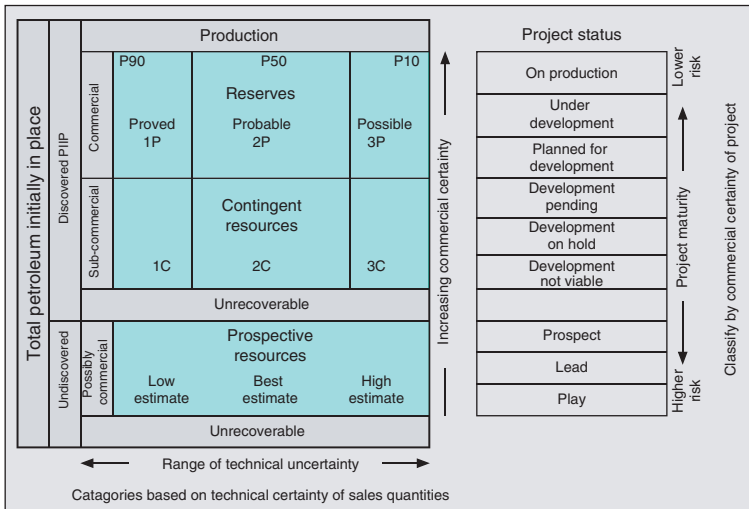 Production
Project status
P90 P50 P10
Reserves
Proved 1P
Probable 2P
Possible 3P
Contingent resources
1C 2C 3C
Unrecoverable
Prospective resources
Low estimate
Best estimate
High estimate
Unrecoverable
Total petroleum initially in place
Discovered PIIP
Undiscovered
Commercial
Sub-commercial
Possibly commercial
Range of technical uncertainty
Catagories based on technical certainty of sales quantities
Increasing commercial certainty
On production
Under development
Planned for development
Development pending
Development on hold
Development not viable
Prospect
Lead
Play
Lower risk
Project maturity
Higher risk
Classify by commercial certainty of project